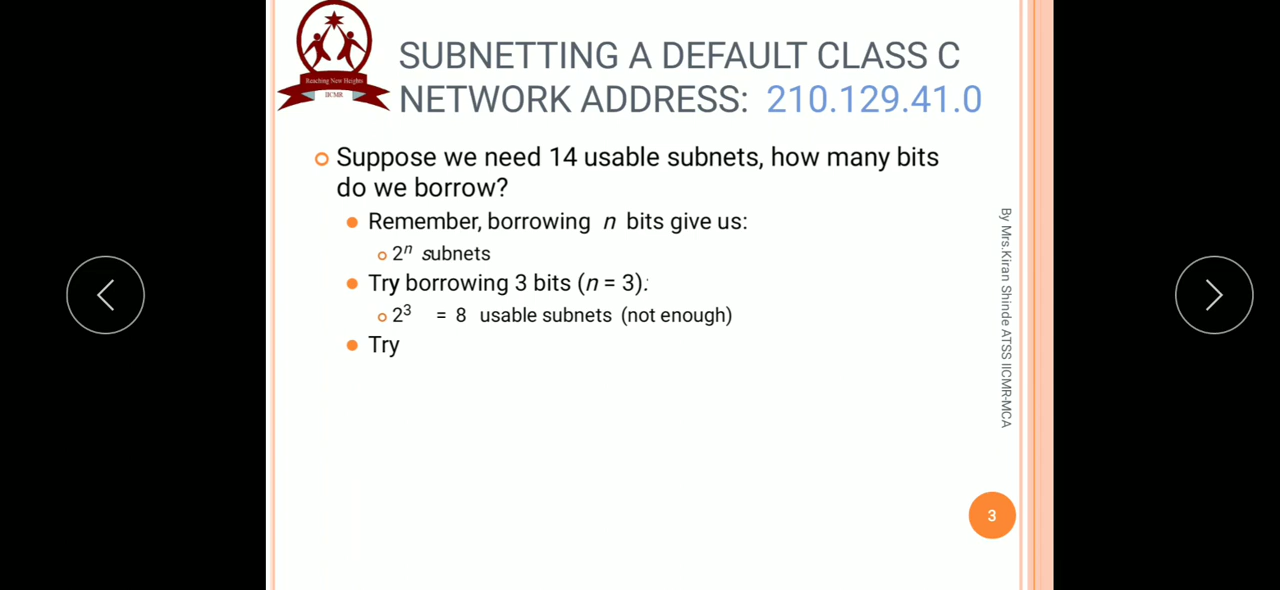 Reaching New Heights
IICMR
SUBNETTING A DEFAULT CLASS C
NETWORK ADDRESS: 210.129.41.0
Suppose we need 14 usable subnets, how many bits
do we borrow?
Remember, borrowing n bits give us:
2ⁿ subnets
Try borrowing 3 bits (n = 3):
2³ = 8 usable subnets (not enough)
Try
By Mrs.Kiran Shinde ATSS IICMR-MCA
3